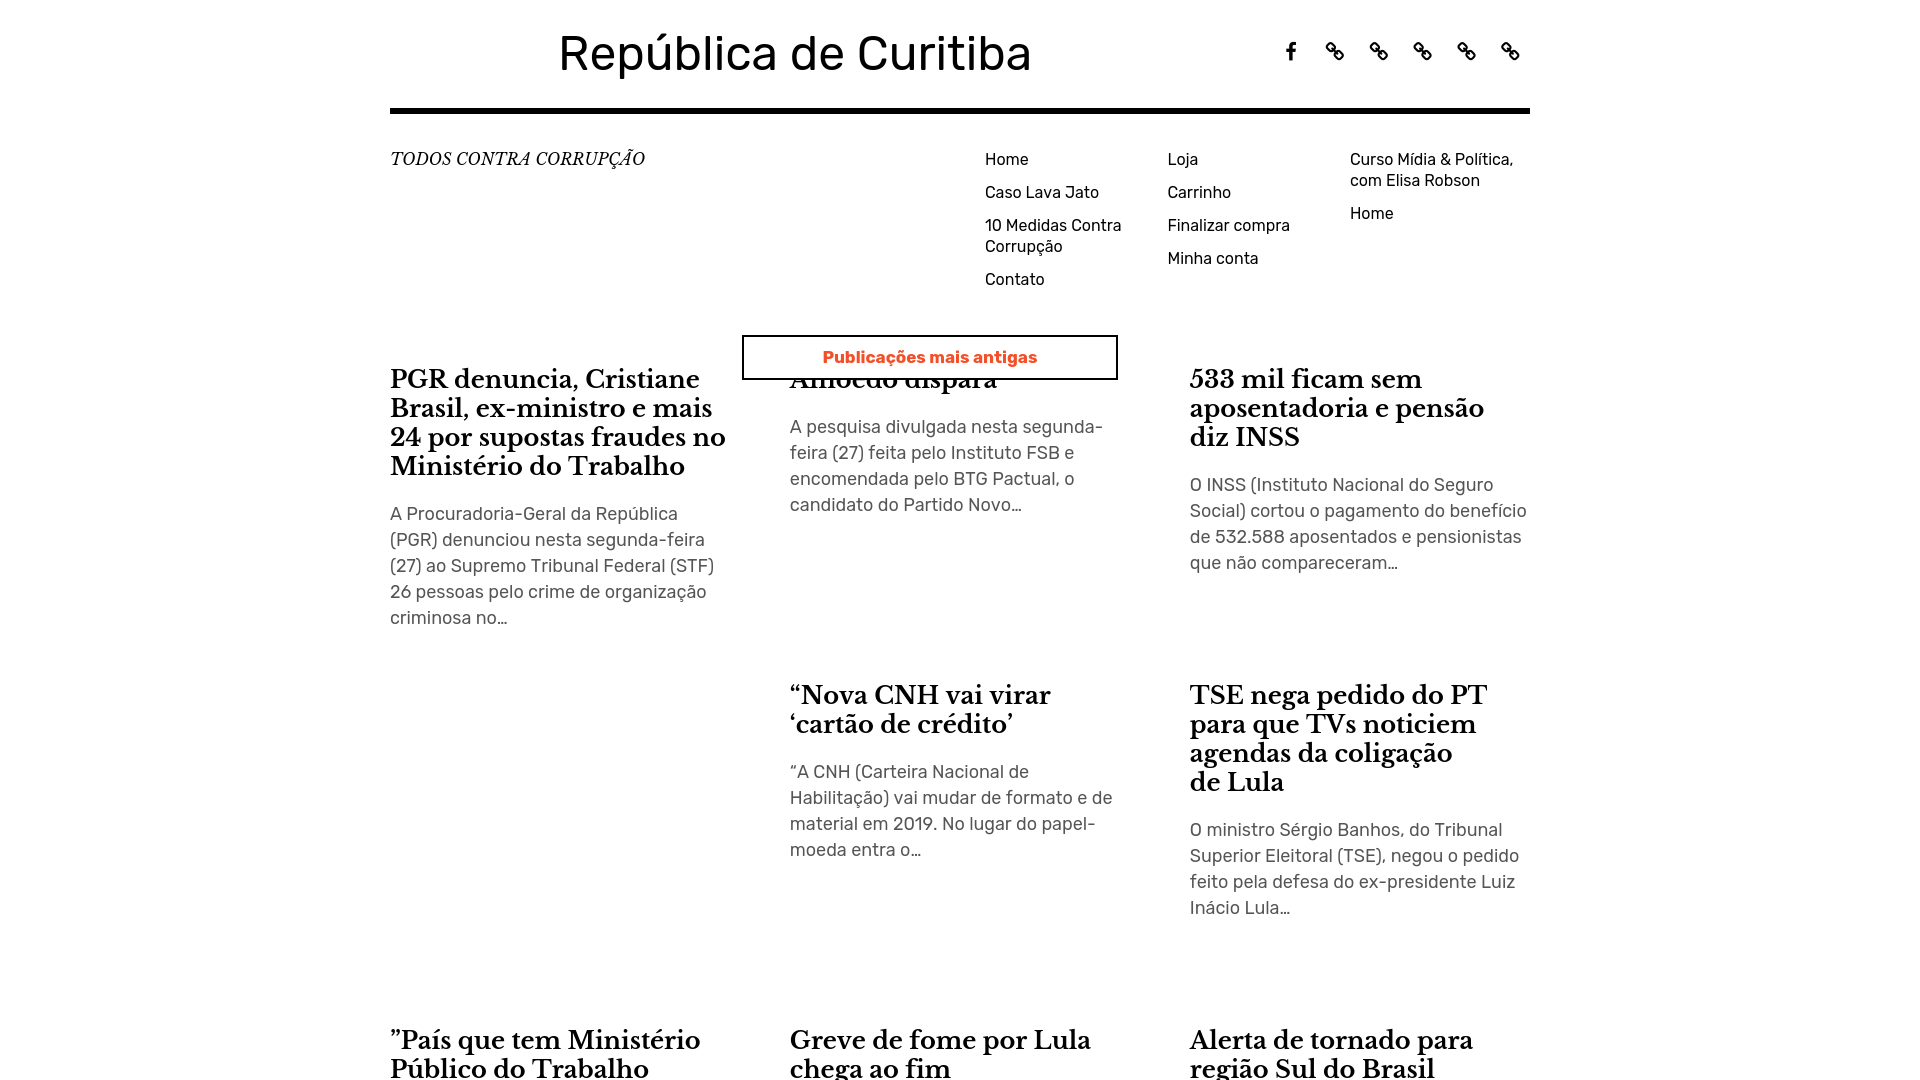 República de Curitiba
TODOS CONTRA CORRUPÇÃO
Home
Caso Lava Jato
10 Medidas Contra
Corrupção
Contato
Loja
Carrinho
Finalizar compra
Minha conta
Curso Mídia & Política,
com Elisa Robson
Home
Publicações mais antigas
PGR denuncia, Cristiane
Brasil, ex-ministro e mais
24 por supostas fraudes no
Ministério do Trabalho
A Procuradoria-Geral da República
(PGR) denunciou nesta segunda-feira
(27) ao Supremo Tribunal Federal (STF)
26 pessoas pelo crime de organização
criminosa no…
Amoedo dispara
A pesquisa divulgada nesta segunda-
feira (27) feita pelo Instituto FSB e
encomendada pelo BTG Pactual, o
candidato do Partido Novo…
533 mil ficam sem
aposentadoria e pensão
diz INSS
O INSS (Instituto Nacional do Seguro
Social) cortou o pagamento do benefício
de 532.588 aposentados e pensionistas
que não compareceram…
“Nova CNH vai virar
‘cartão de crédito’
“A CNH (Carteira Nacional de
Habilitação) vai mudar de formato e de
material em 2019. No lugar do papel-
moeda entra o…
TSE nega pedido do PT
para que TVs noticiem
agendas da coligação
de Lula
O ministro Sérgio Banhos, do Tribunal
Superior Eleitoral (TSE), negou o pedido
feito pela defesa do ex-presidente Luiz
Inácio Lula…
”País que tem Ministério
Público do Trabalho
Greve de fome por Lula
chega ao fim
Alerta de tornado para
região Sul do Brasil